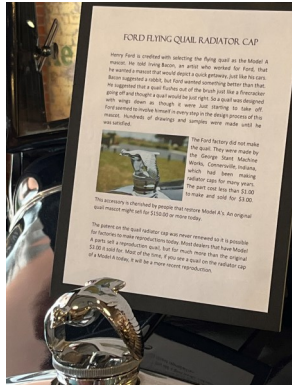 FORD FLYING QUAIL RADIATOR CAP
Henry Ford is credited with selecting the flying quail as the Model A
mascot. He told Irving Bacon, an artist who worked for Ford, that
he wanted a mascot that would depict a quick getaway, just like his cars.
Bacon suggested a rabbit, but Ford wanted something better than that.
He suggested that a quail flushes out of the brush just like a firecracker
going off and thought a quail would be just right. So a quail was designed
with wings down as though it were just starting to take off.
Ford seemed to involve himself in every step in the design process of this
mascot. Hundreds of drawings and samples were made until he
was satisfied.
The Ford factory did not make
the quail. They were made by
the George Stant Machine
Works, Connersville, Indiana,
which had been making
radiator caps for many years.
The part cost less than $1.00
to make and sold for $3.00.
This accessory is cherished by people that restore Model A's. An original
quail mascot might sell for $150.00 or more today.
The patent on the quail radiator cap was never renewed so it is possible
for factories to make reproductions today. Most dealers that have Model
A parts sell a reproduction quail, but for much more than the original
$3.00 it sold for. Most of the time, if you see a quail on the radiator cap
of a Model A today, it will be a more recent reproduction.